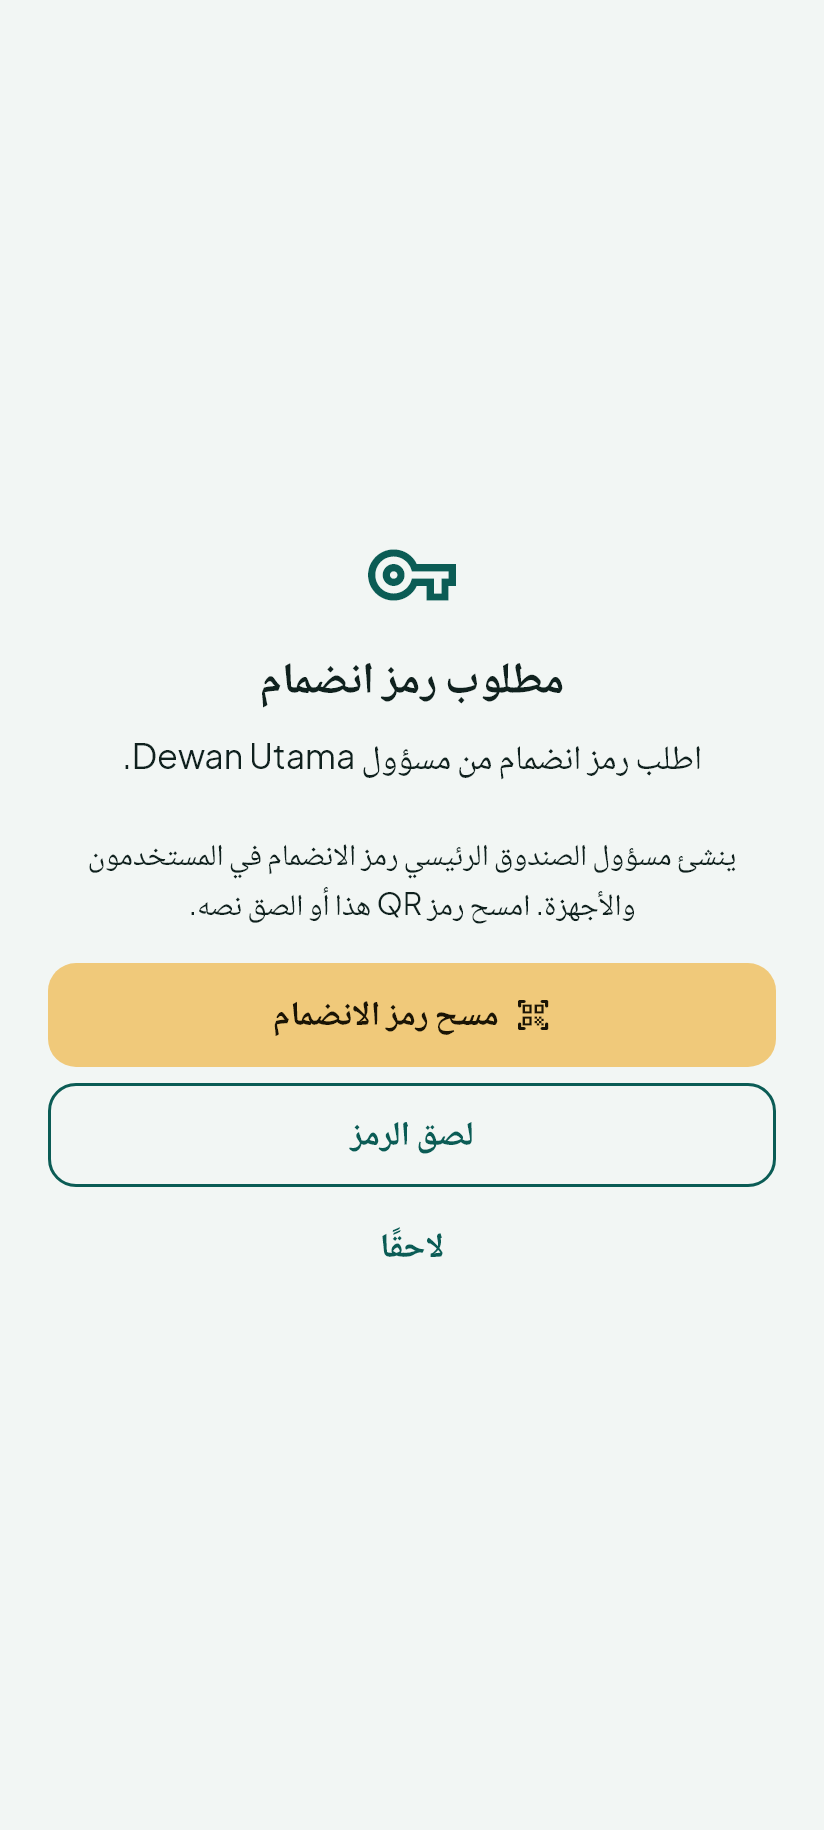 مطلوب رمز انضمام
اطلب رمز انضمام من مسؤول Dewan Utama.
ينشئ مسؤول الصندوق الرئيسي رمز الانضمام في المستخدمون
والأجهزة. امسح رمز QR هذا أو الصق نصه.
مسح رمز الانضمام
لصق الرمز
لاحقًا